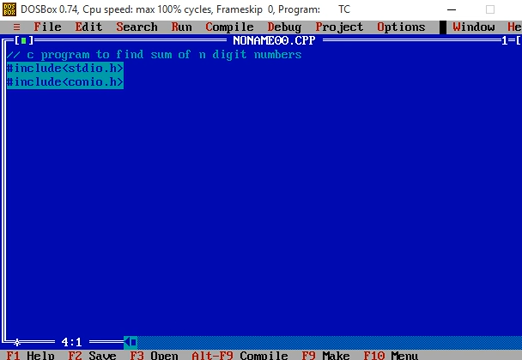 DOSBox 0.74, Cpu speed: max 100% cycles, Frameskip 0, Program: TC
≡ File Edit Search Run Compile Debug Project Options Window He
[■] NONAME00.CPP 1=[
// c program to find sum of n digit numbers
#include<stdio.h>
#include<conio.h>
* 4:1
F1 Help F2 Save F3 Open Alt-F9 Compile F9 Make F10 Menu